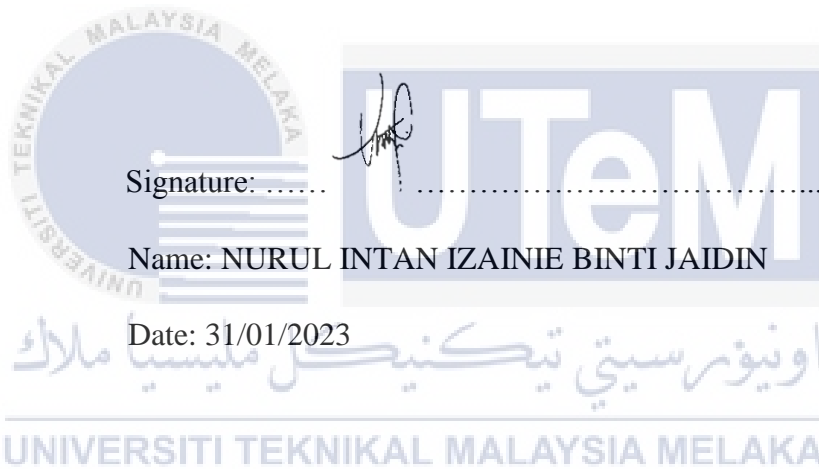 UNIVERSITI TEKNIKAL MALAYSIA MELAKA
UTeM
Signature: …… ………………………………...
Name: NURUL INTAN IZAINIE BINTI JAIDIN
Date: 31/01/2023
اونيۏرسيتي تيكنيكل مليسيا ملاك
UNIVERSITI TEKNIKAL MALAYSIA MELAKA